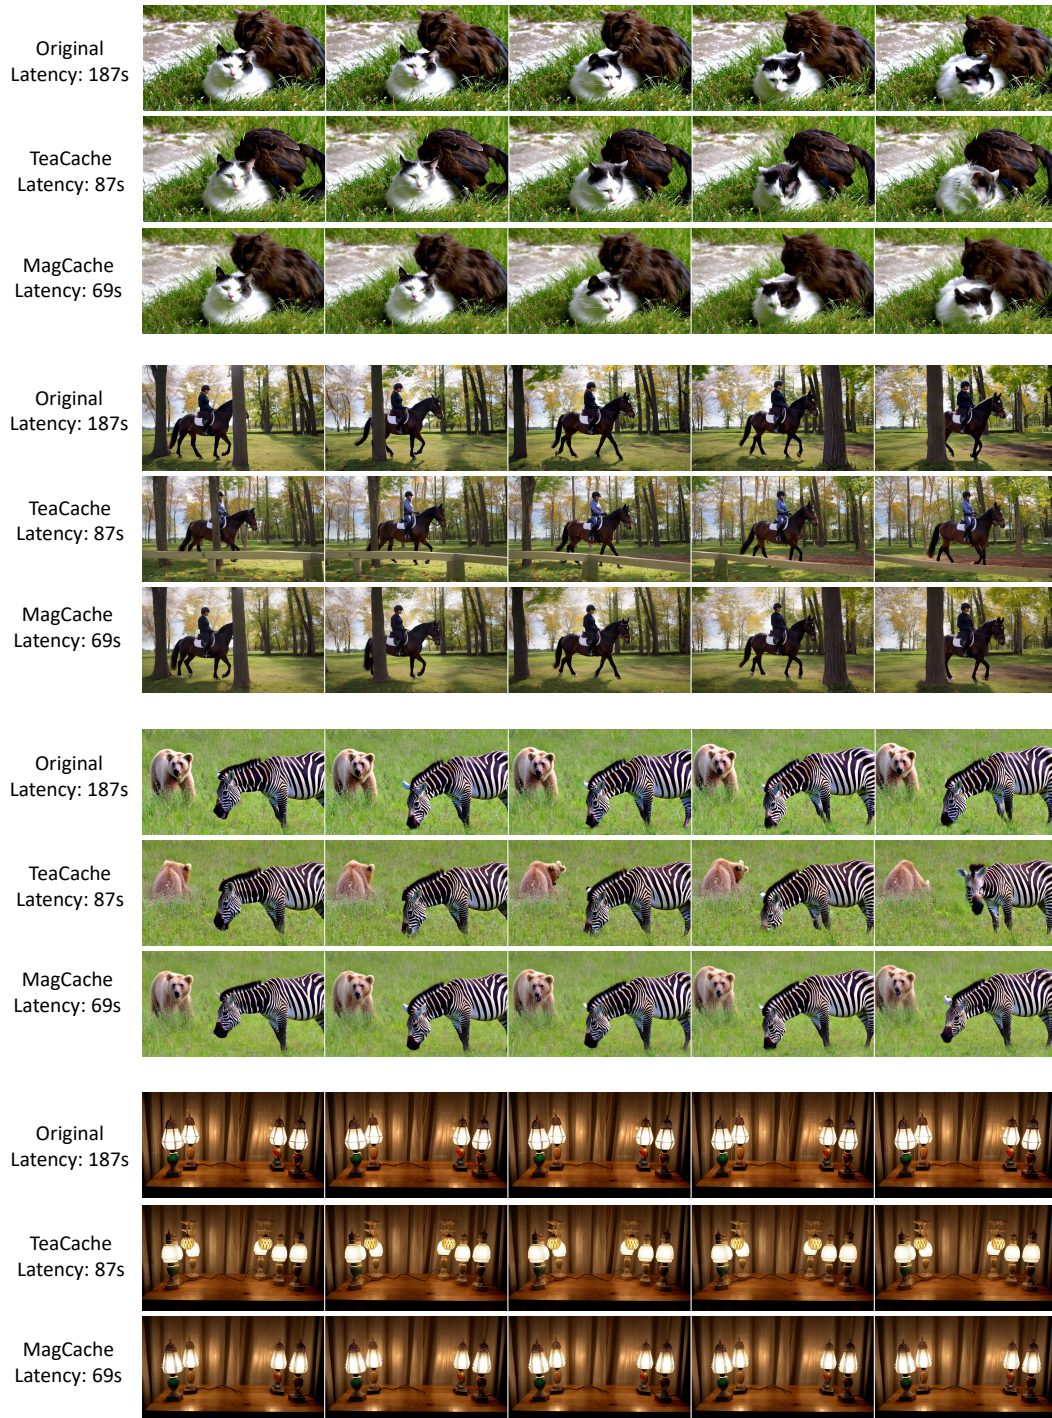 Original
Latency: 187s
TeaCache
Latency: 87s
MagCache
Latency: 69s
Original
Latency: 187s
TeaCache
Latency: 87s
MagCache
Latency: 69s
Original
Latency: 187s
TeaCache
Latency: 87s
MagCache
Latency: 69s
Original
Latency: 187s
TeaCache
Latency: 87s
MagCache
Latency: 69s